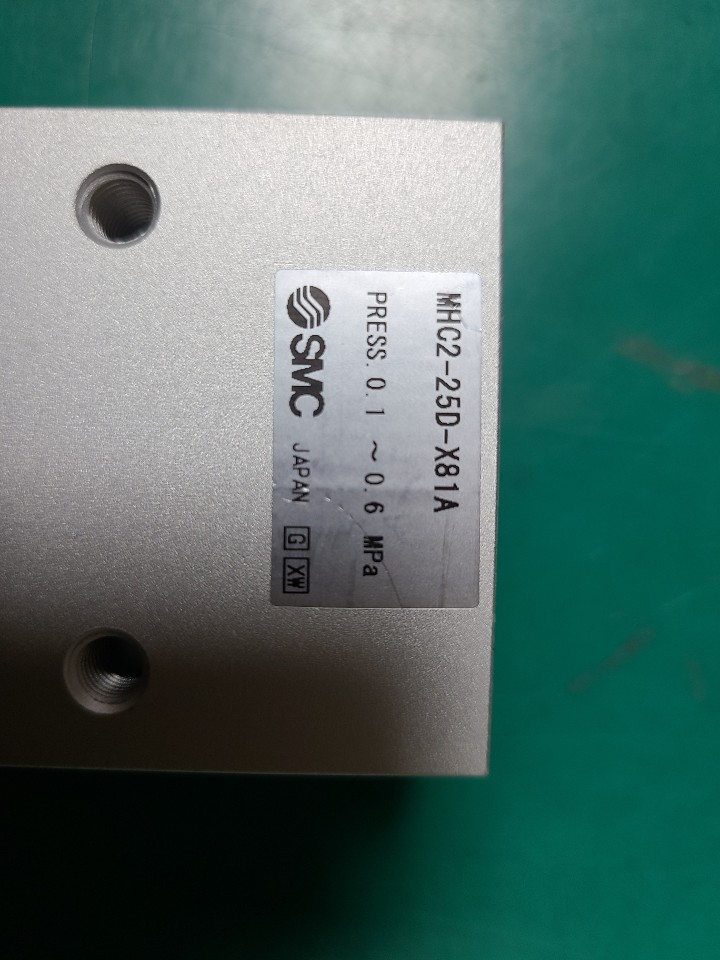 MHC2-25D-X81A
PRESS. 0.1 ~0.6 MPa
SMC JAPAN G XW